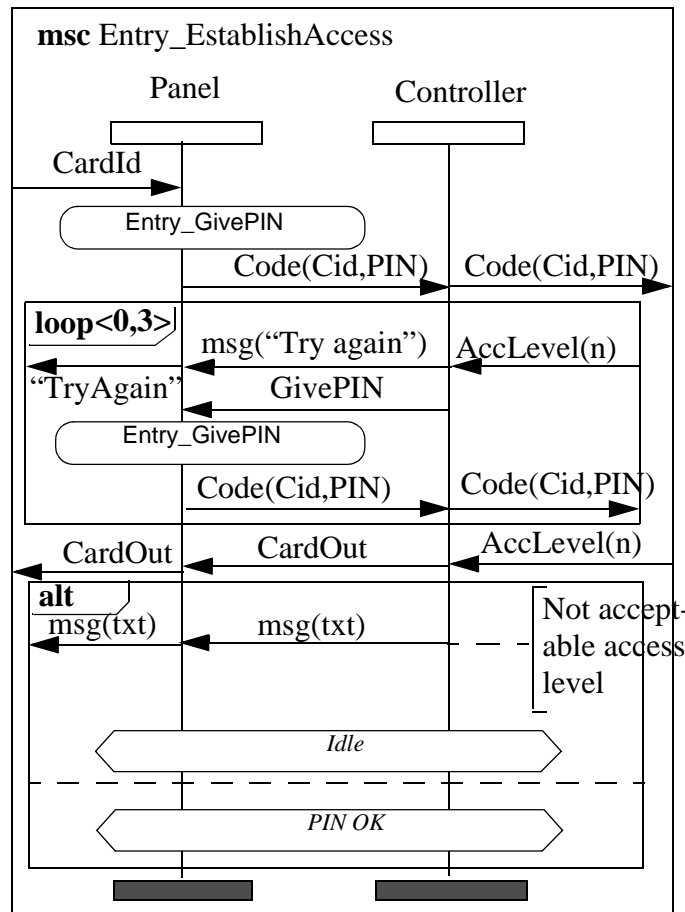 msc Entry_EstablishAccess
Panel
Controller
CardId
Entry_GivePIN
Code(Cid,PIN)
Code(Cid,PIN)
loop<0,3>
msg(“Try again”)
AccLevel(n)
“TryAgain”
GivePIN
Entry_GivePIN
Code(Cid,PIN)
Code(Cid,PIN)
CardOut
CardOut
AccLevel(n)
alt
msg(txt)
msg(txt)
Not accept-
able access
level
Idle
PIN OK